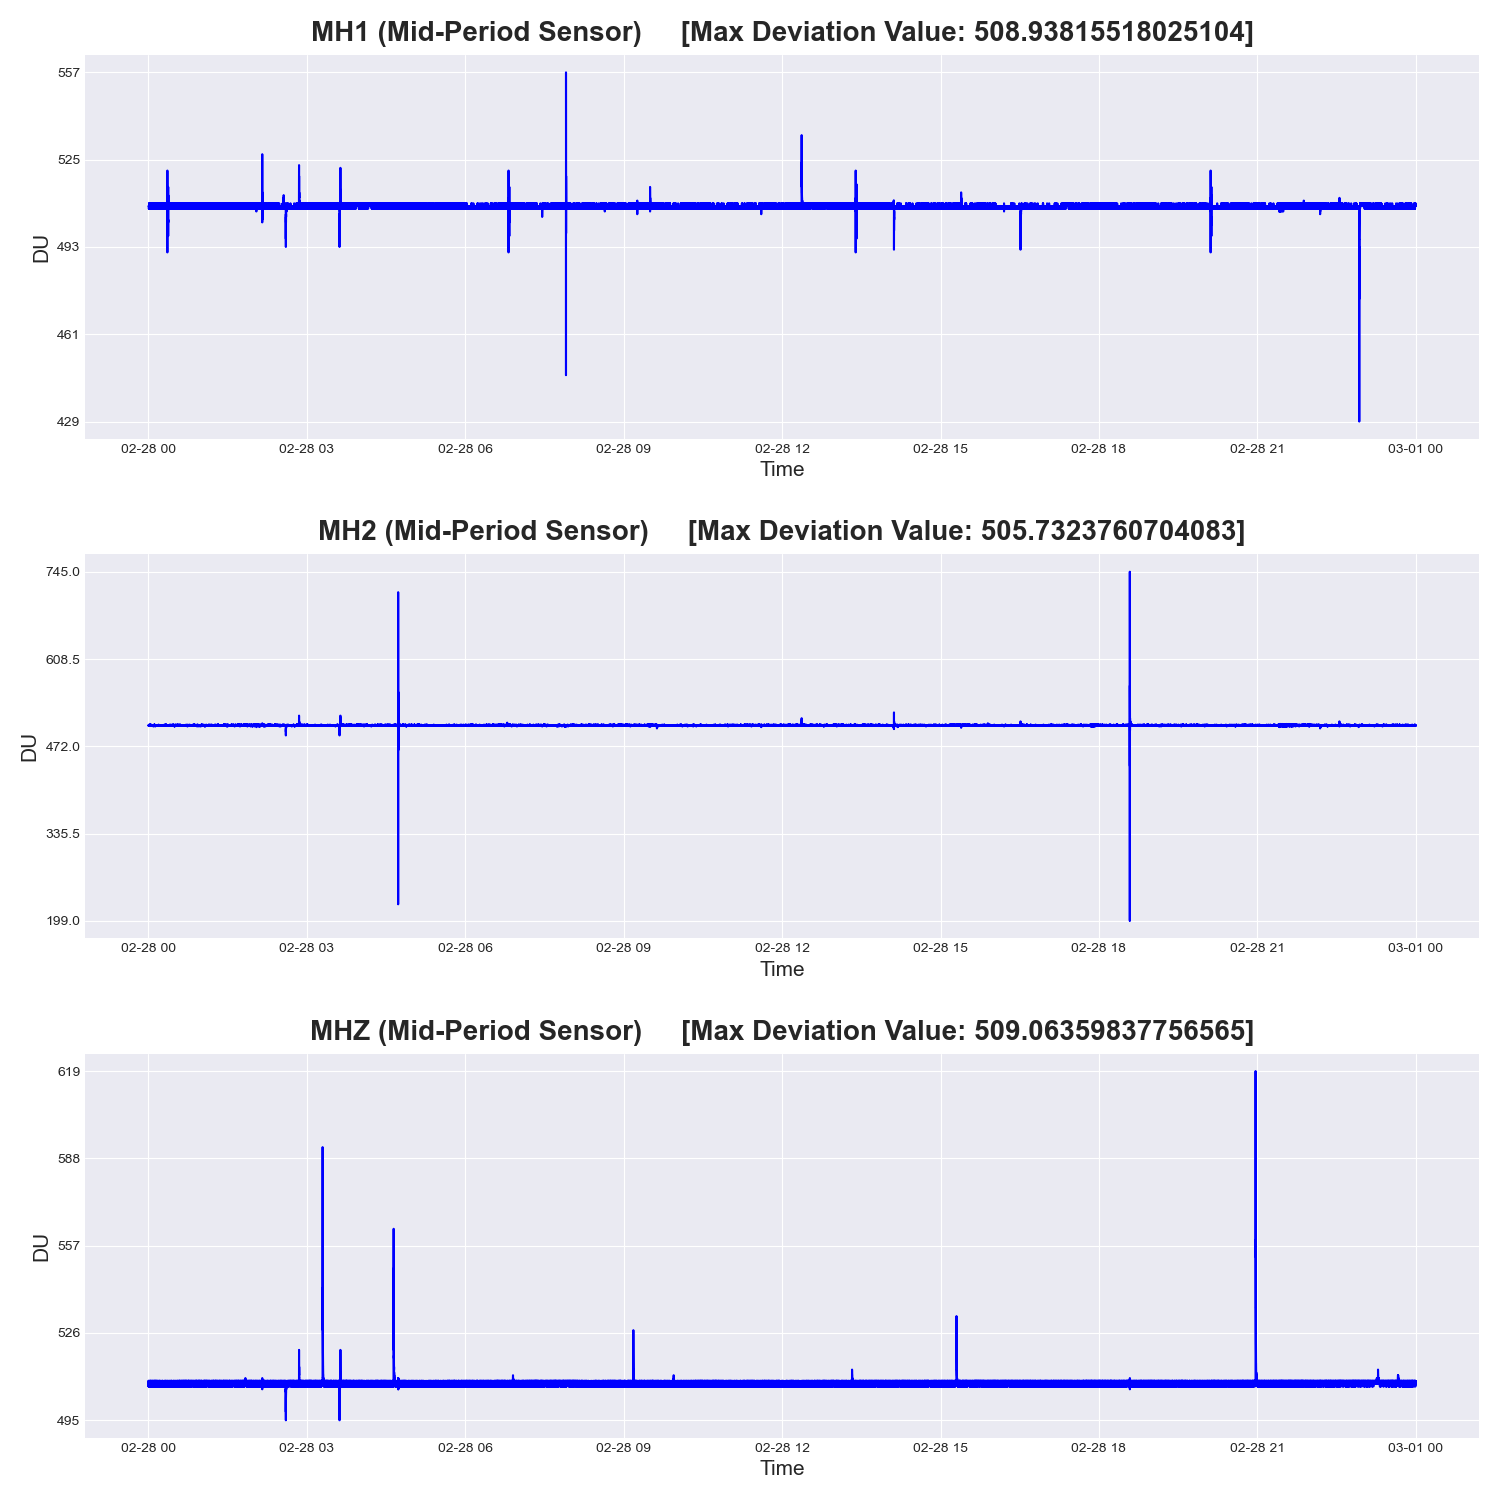 MH1 (Mid-Period Sensor) [Max Deviation Value: 508.93815518025104]
557
525
493
461
429
DU
02-28 00 02-28 03 02-28 06 02-28 09 02-28 12 02-28 15 02-28 18 02-28 21 03-01 00
Time
MH2 (Mid-Period Sensor) [Max Deviation Value: 505.7323760704083]
745.0
608.5
472.0
335.5
199.0
DU
02-28 00 02-28 03 02-28 06 02-28 09 02-28 12 02-28 15 02-28 18 02-28 21 03-01 00
Time
MHZ (Mid-Period Sensor) [Max Deviation Value: 509.06359837756565]
619
588
557
526
495
DU
02-28 00 02-28 03 02-28 06 02-28 09 02-28 12 02-28 15 02-28 18 02-28 21 03-01 00
Time